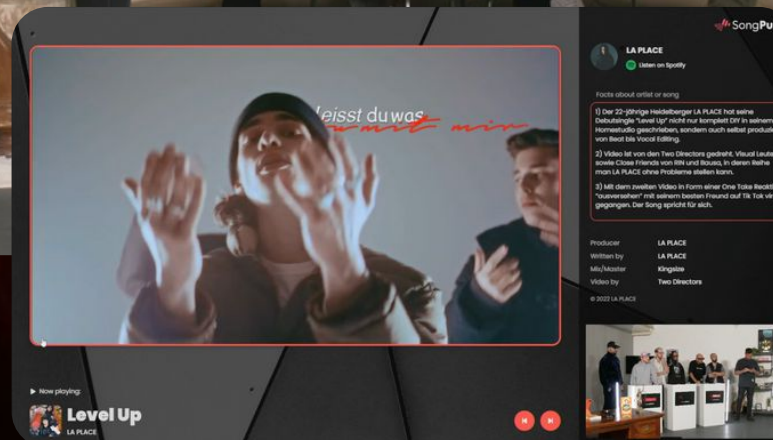 leisst du was
mit mir
SongPu
LA PLACE
Listen on Spotify
Facts about artist or song
1) Der 22-jährige Heidelberger LA PLACE hat seine
Debutsingle "Level Up" nicht nur komplett DIY in seinem
Homestudio geschrieben, sondern auch selbst produzie
von Beat bis Vocal Editing.
2) Video ist von den Two Directors gedreht. Visual Leute
sowie Close Friends von RIN und Bausa, in deren Reihe
man LA PLACE ohne Probleme stellen kann.
3) Mit dem zweiten Video in Form einer One Take Reakti
"ausversehen" mit seinem besten Freund auf Tik Tok vir
gegangen. Der Song spricht für sich.
Producer LA PLACE
Written by LA PLACE
Mix/Master Kingsize
Video by Two Directors
© 2022 LA PLACE
Now playing:
Level Up
LA PLACE